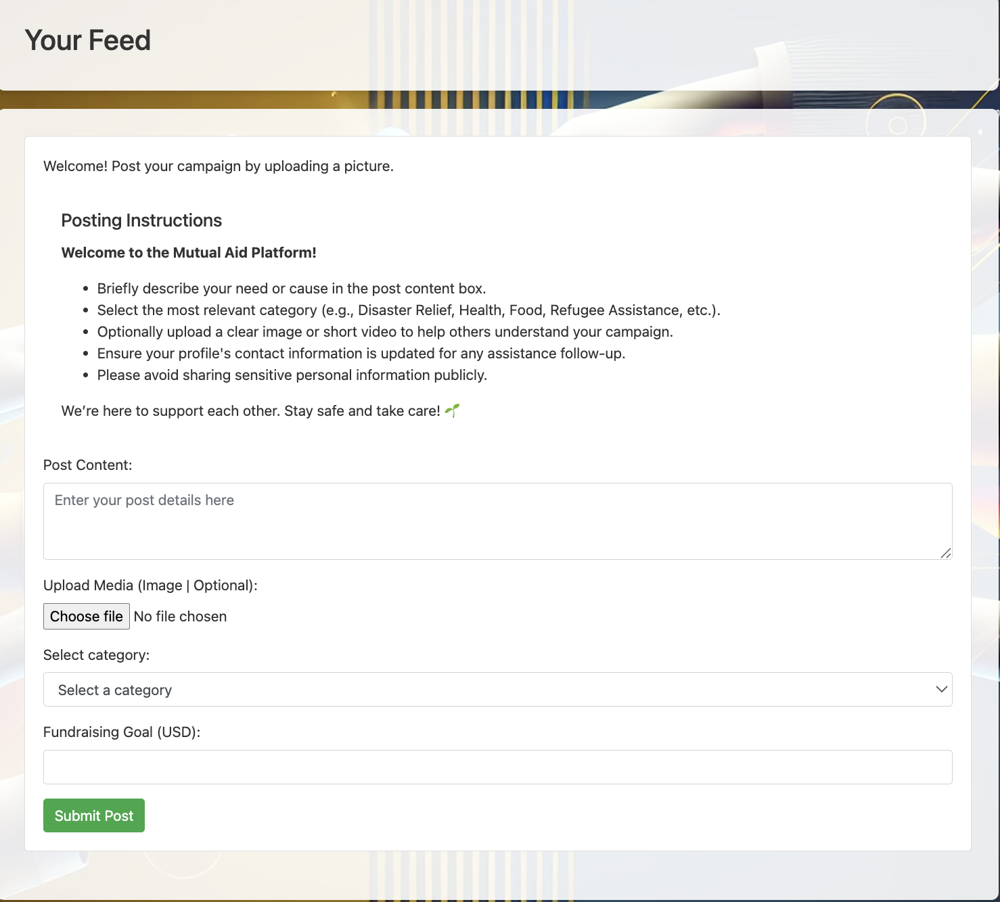 Your Feed
Welcome! Post your campaign by uploading a picture.
Posting Instructions
Welcome to the Mutual Aid Platform!
• Briefly describe your need or cause in the post content box.
• Select the most relevant category (e.g., Disaster Relief, Health, Food, Refugee Assistance, etc.).
• Optionally upload a clear image or short video to help others understand your campaign.
• Ensure your profile's contact information is updated for any assistance follow-up.
• Please avoid sharing sensitive personal information publicly.
We’re here to support each other. Stay safe and take care! 🌱
Post Content:
Enter your post details here
Upload Media (Image | Optional):
Choose file No file chosen
Select category:
Select a category
Fundraising Goal (USD):
Submit Post